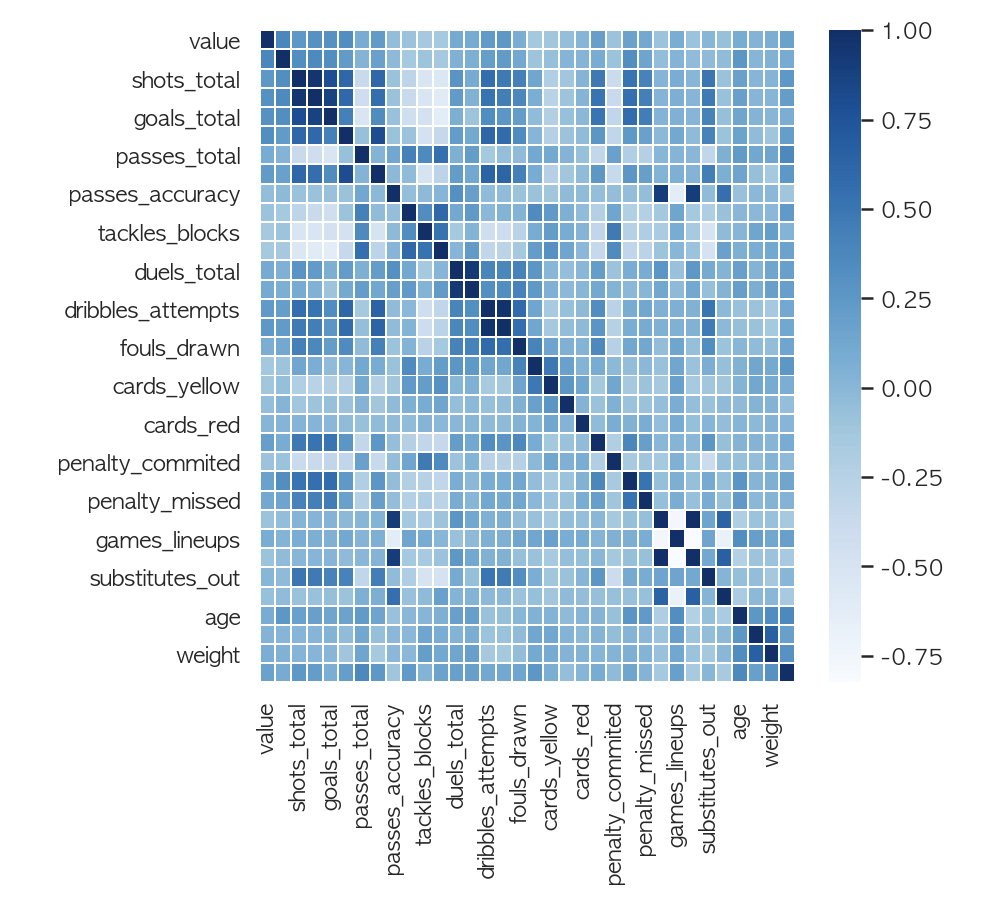 value
shots_total
goals_total
passes_total
passes_accuracy
tackles_blocks
duels_total
dribbles_attempts
fouls_drawn
cards_yellow
cards_red
penalty_commited
penalty_missed
games_lineups
substitutes_out
age
weight
value
shots_total
goals_total
passes_total
passes_accuracy
tackles_blocks
duels_total
dribbles_attempts
fouls_drawn
cards_yellow
cards_red
penalty_commited
penalty_missed
games_lineups
substitutes_out
age
weight
1.00
0.75
0.50
0.25
0.00
-0.25
-0.50
-0.75